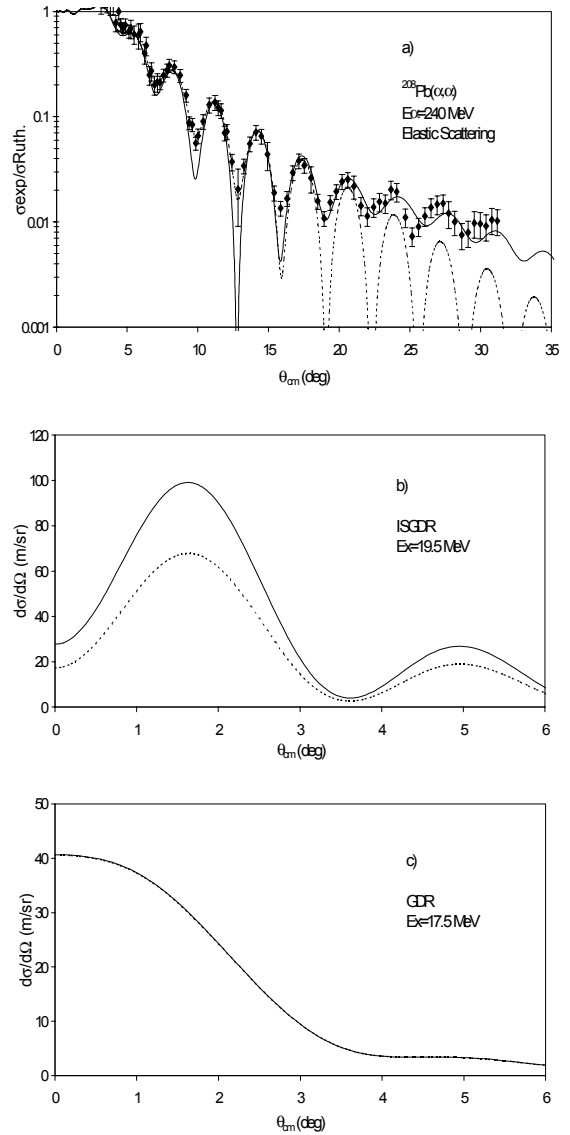 1
0.1
0.01
0.001
σexp/σRuth.
a)
²⁰⁸Pb(α,α)
Eα=240 MeV
Elastic Scattering
0 5 10 15 20 25 30 35
θcm(deg)
120
100
80
60
40
20
0
dσ/dΩ (m/sr)
b)
ISGDR
Ex=19.5 MeV
0 1 2 3 4 5 6
θcm(deg)
50
40
30
20
10
0
dσ/dΩ (m/sr)
c)
GDR
Ex=17.5 MeV
0 1 2 3 4 5 6
θcm(deg)